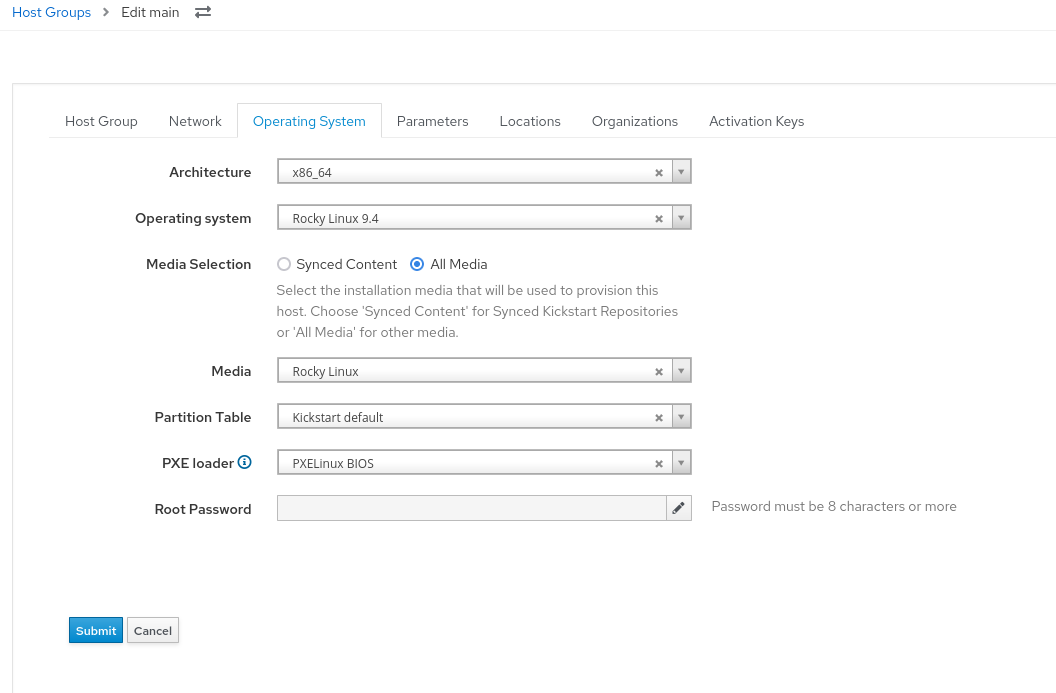 Host Groups > Edit main
Host Group Network Operating System Parameters Locations Organizations Activation Keys
Architecture x86_64
Operating system Rocky Linux 9.4
Media Selection Synced Content All Media
Select the installation media that will be used to provision this
host. Choose 'Synced Content' for Synced Kickstart Repositories
or 'All Media' for other media.
Media Rocky Linux
Partition Table Kickstart default
PXE loader PXELinux BIOS
Root Password Password must be 8 characters or more
Submit Cancel